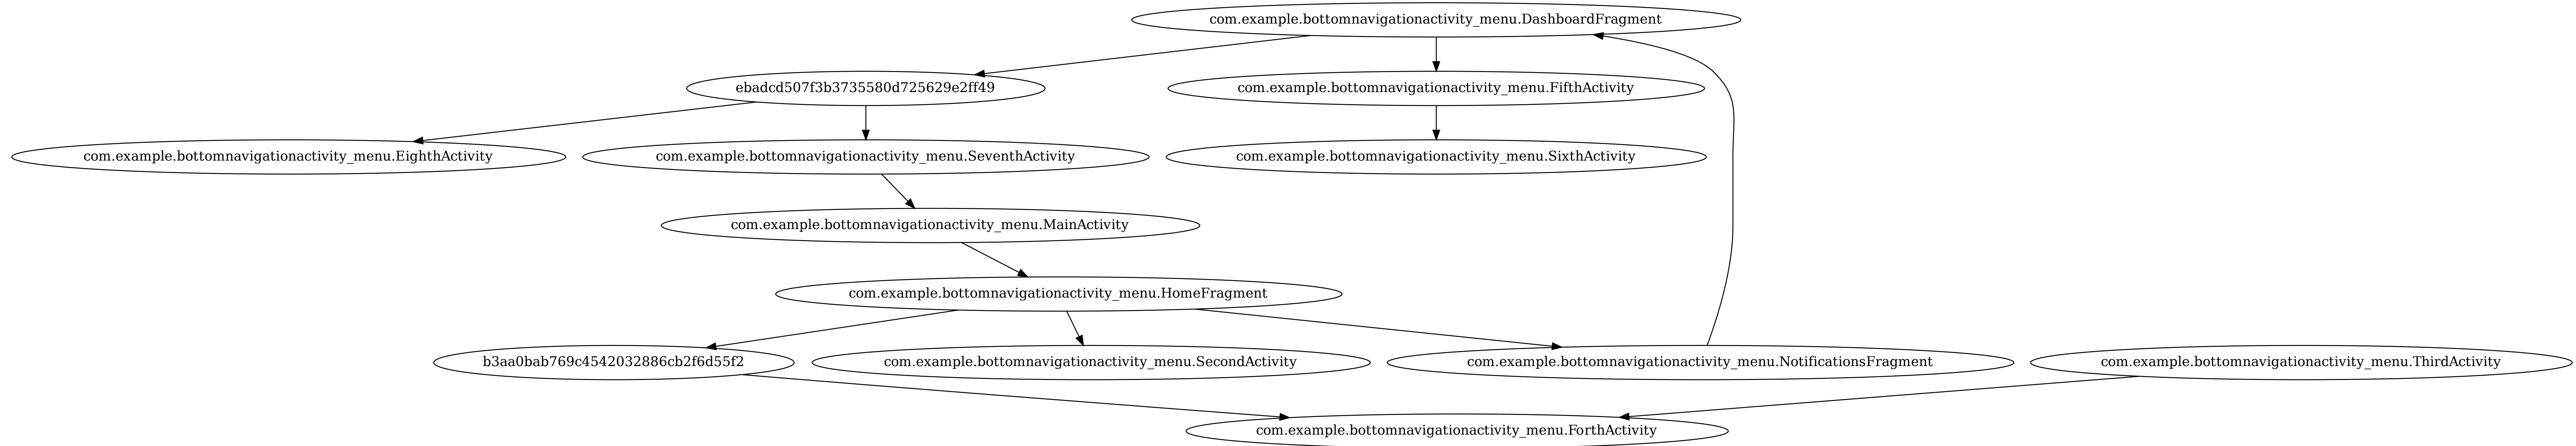 com.example.bottomnavigationactivity_menu.DashboardFragment
ebadcd507f3b3735580d725629e2ff49
com.example.bottomnavigationactivity_menu.FifthActivity
com.example.bottomnavigationactivity_menu.EighthActivity
com.example.bottomnavigationactivity_menu.SeventhActivity
com.example.bottomnavigationactivity_menu.SixthActivity
com.example.bottomnavigationactivity_menu.MainActivity
com.example.bottomnavigationactivity_menu.HomeFragment
b3aa0bab769c4542032886cb2f6d55f2
com.example.bottomnavigationactivity_menu.SecondActivity
com.example.bottomnavigationactivity_menu.NotificationsFragment
com.example.bottomnavigationactivity_menu.ThirdActivity
com.example.bottomnavigationactivity_menu.ForthActivity